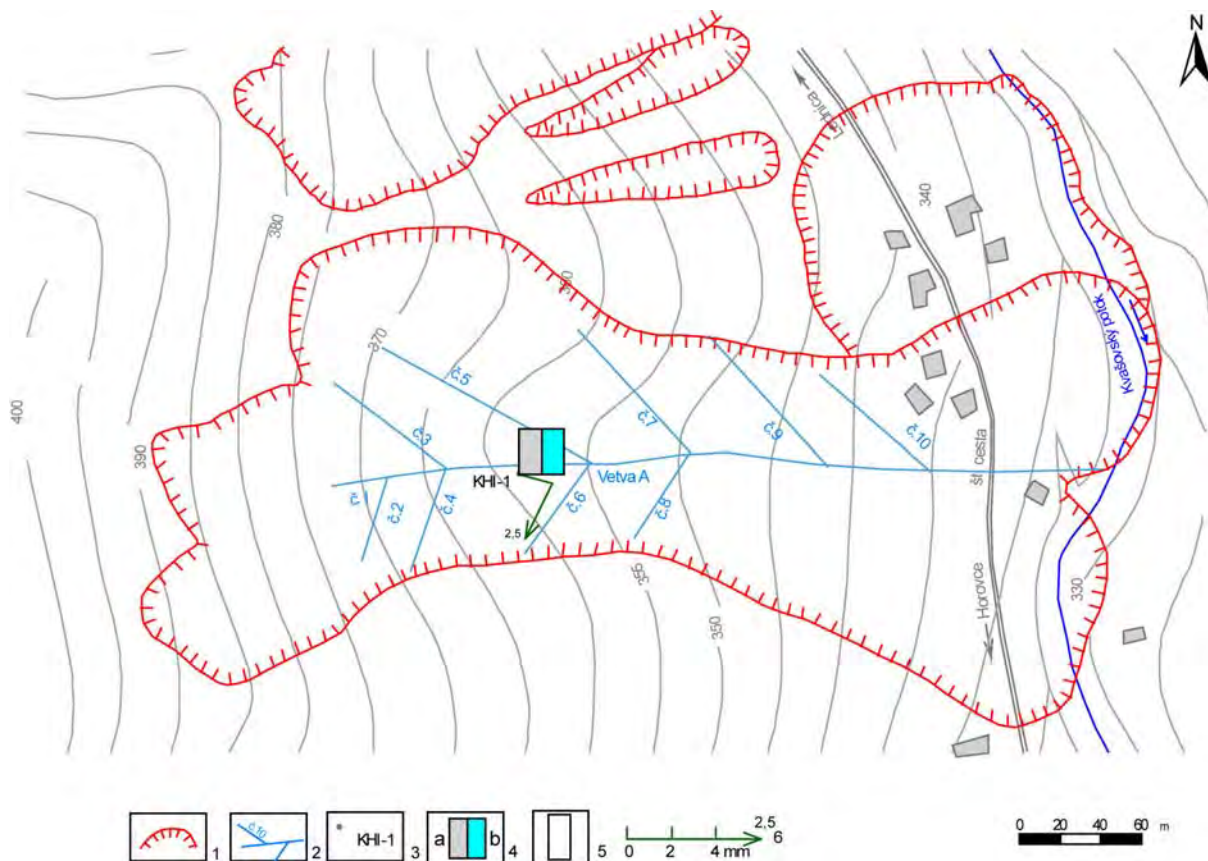 N
Lednica
340
380
360
370
Kvašovský potok
400
390
č.5
č.3
č.7
č.9
č.10
KHI-1
Vetva A
št. cesta
č.1
č.2
č.4
č.6
č.8
2,5
355
350
Horovce
330
č.10
1
2
KHI-1
3
a
b
4
5
2,5
6
0 2 4 mm
0 20 40 60 m